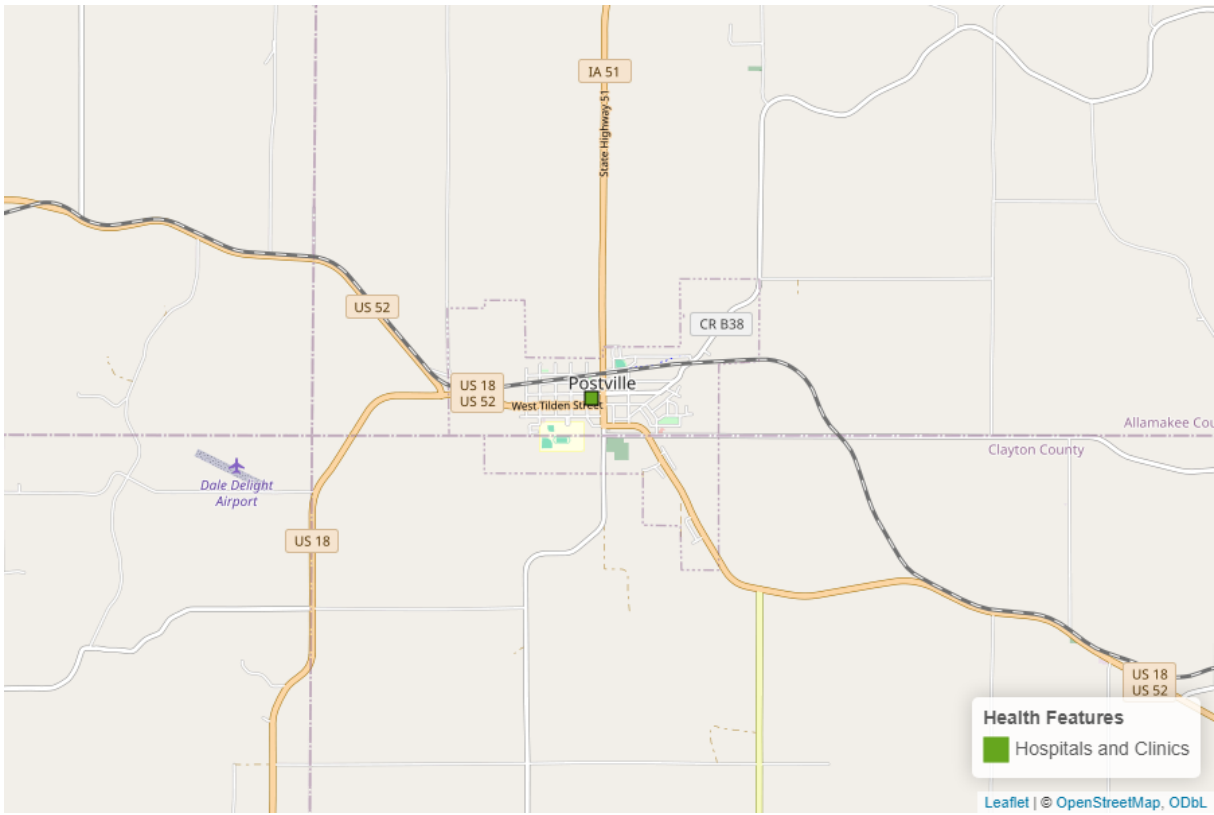 IA 51
State Highway 51
US 52
CR B38
Postville
US 18
US 52
West Tilden Street
Allamakee Cou
Clayton County
Dale Delight
Airport
US 18
US 18
US 52
Health Features
Hospitals and Clinics
Leaflet | © OpenStreetMap, ODbL